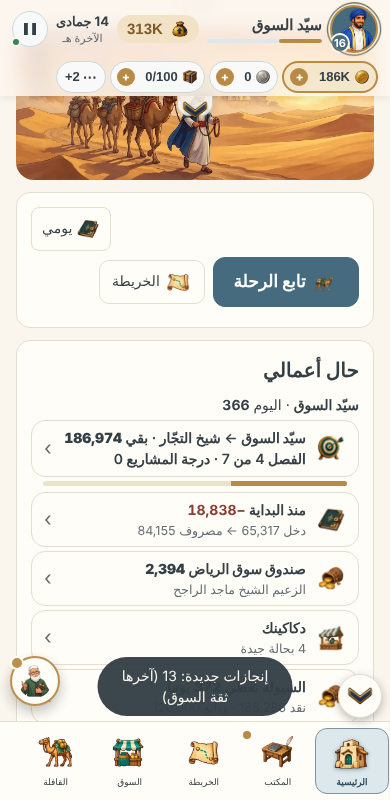 سيّد السوق
16
313K
14 جمادى
الآخرة هـ
186K
0
0/100
+2 ···
يومي
تابع الرحلة
الخريطة
حال أعمالي
سيّد السوق · اليوم 366
سيّد السوق ← شيخ التجّار · بقي 186,974
الفصل 4 من 7 · درجة المشاريع 0
منذ البداية −18,838
دخل 65,317 ← مصروف 84,155
صندوق سوق الرياض 2,394
الزعيم الشيخ ماجد الراجح
دكاكينك
4 بحالة جيدة
إنجازات جديدة: 13 (آخرها
ثقة السوق)
الرئيسية
المكتب
الخريطة
السوق
القافلة